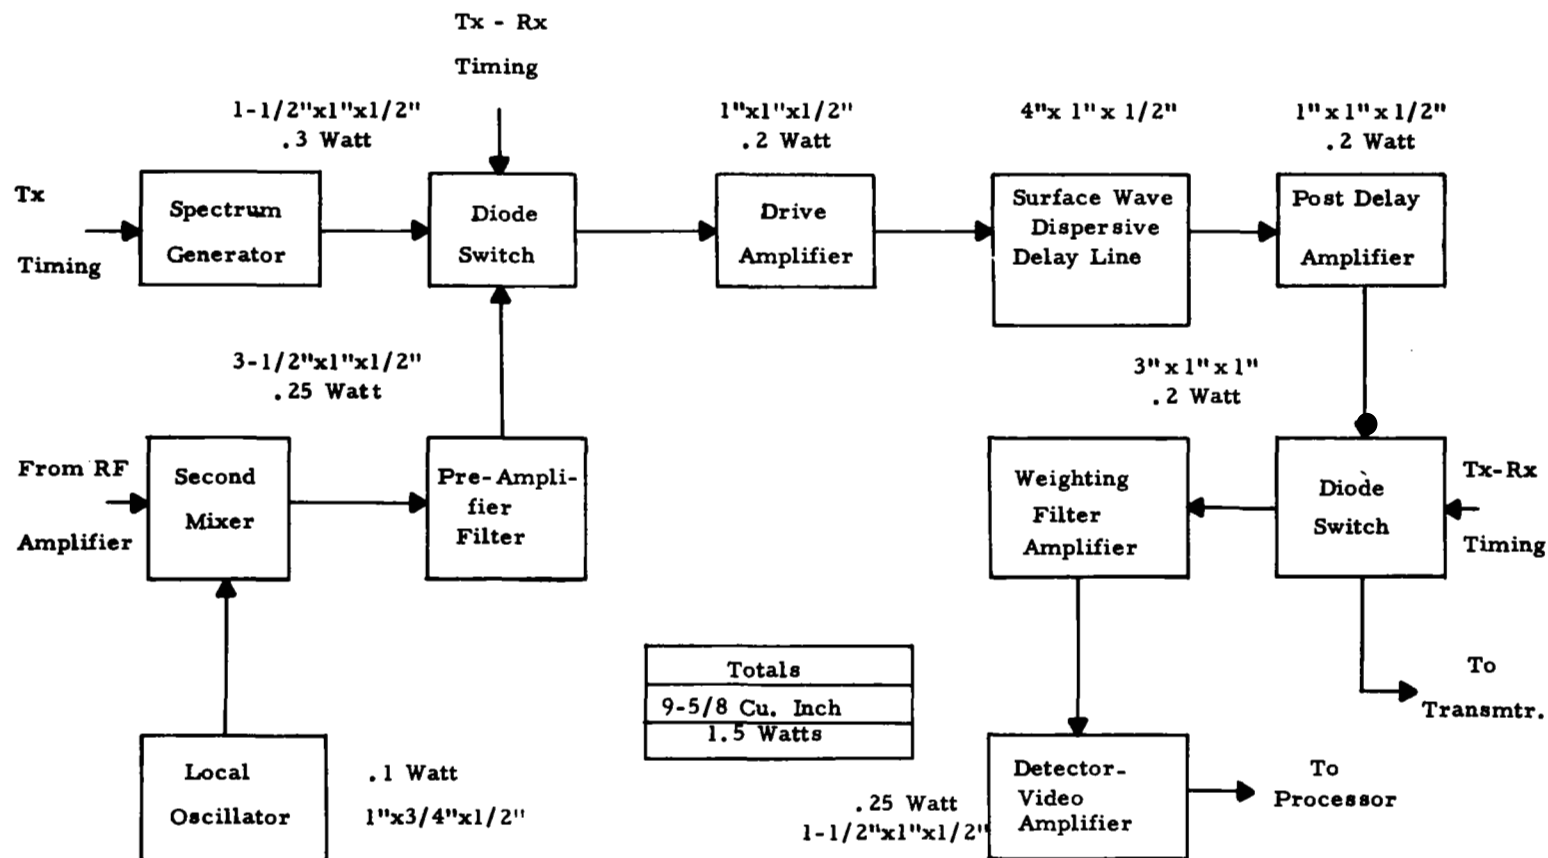 Tx - Rx
Timing
1-1/2"x1"x1/2"
.3 Watt
1"x1"x1/2"
.2 Watt
4"x 1" x 1/2"
1"x 1" x 1/2"
.2 Watt
Tx
Timing
Spectrum
Generator
Diode
Switch
Drive
Amplifier
Surface Wave
Dispersive
Delay Line
Post Delay
Amplifier
3-1/2"x1"x1/2"
.25 Watt
3" x 1" x 1"
.2 Watt
From RF
Amplifier
Second
Mixer
Pre-Ampli-
fier
Filter
Weighting
Filter
Amplifier
Diode
Switch
Tx-Rx
Timing
Totals
9-5/8 Cu. Inch
1.5 Watts
To
Transmtr.
Local
Oscillator
.1 Watt
1"x3/4"x1/2"
.25 Watt
1-1/2"x1"x1/2"
Detector-
Video
Amplifier
To
Processor